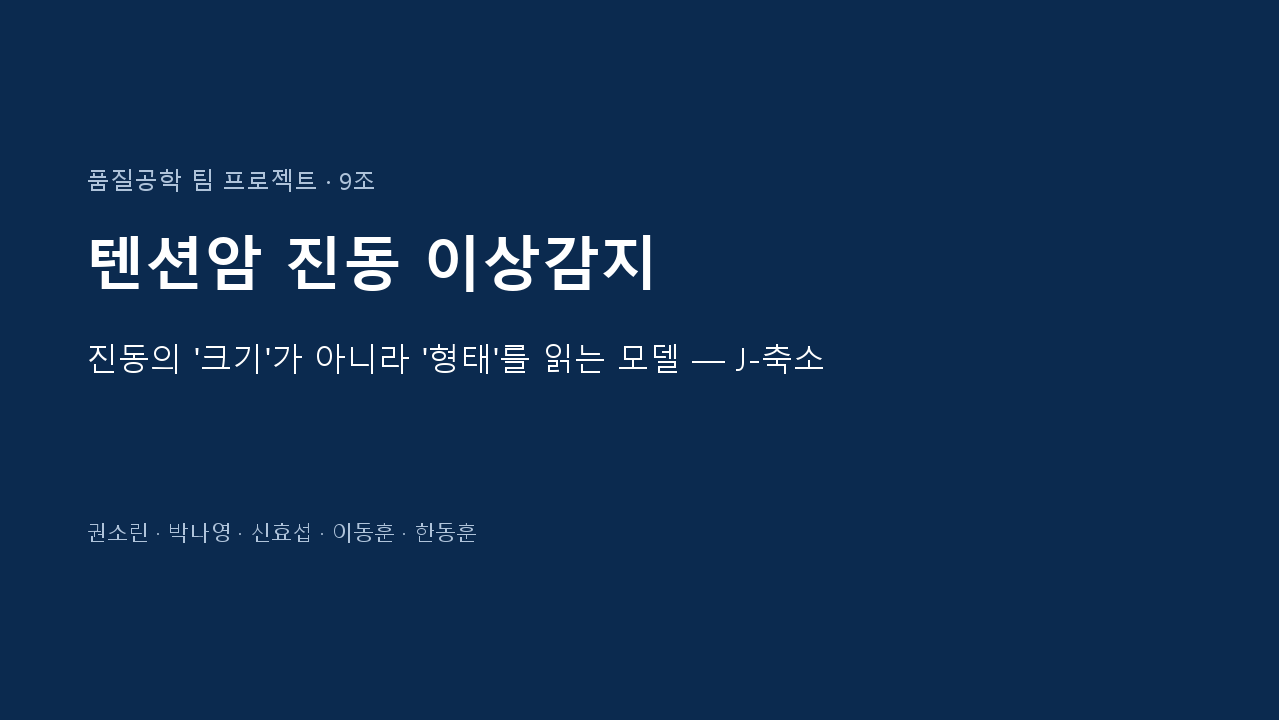 품질공학 팀 프로젝트 · 9조
텐션암 진동 이상감지
진동의 '크기'가 아니라 '형태'를 읽는 모델 — J-축소
권소린 · 박나영 · 신효섭 · 이동훈 · 한동훈